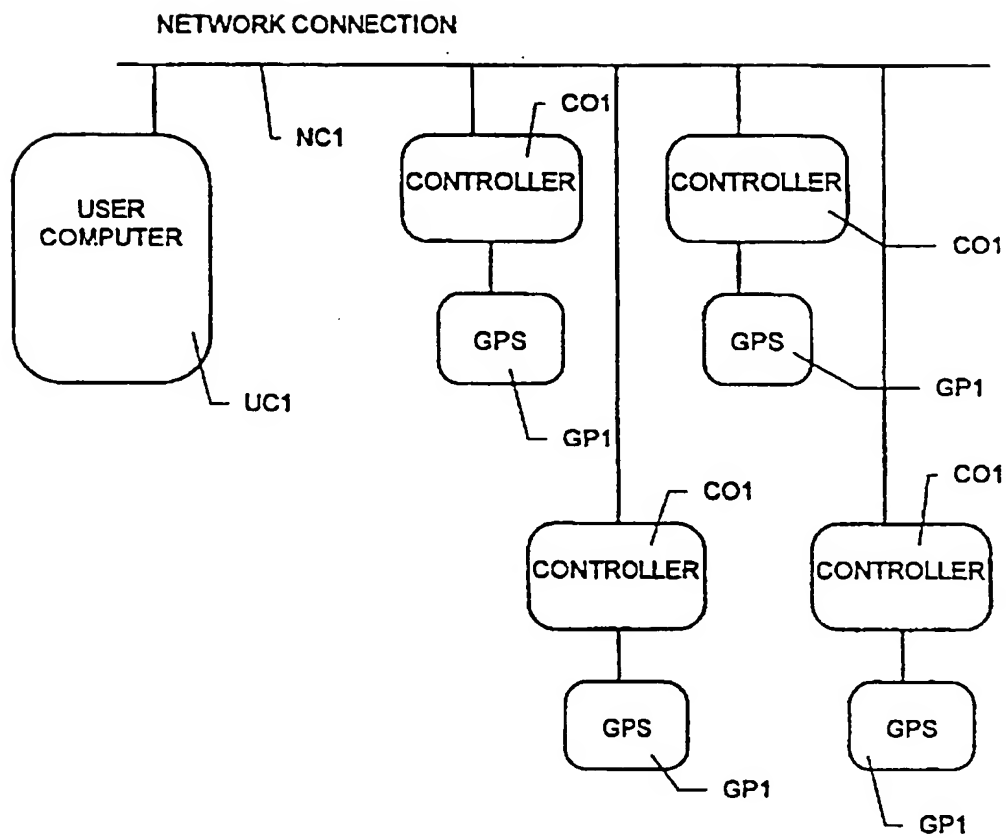 NETWORK CONNECTION
NC1
USER
COMPUTER
UC1
CO1
CONTROLLER
GPS
GP1
CONTROLLER
CO1
GPS
GP1
CO1
CONTROLLER
GPS
GP1
CO1
CONTROLLER
GPS
GP1